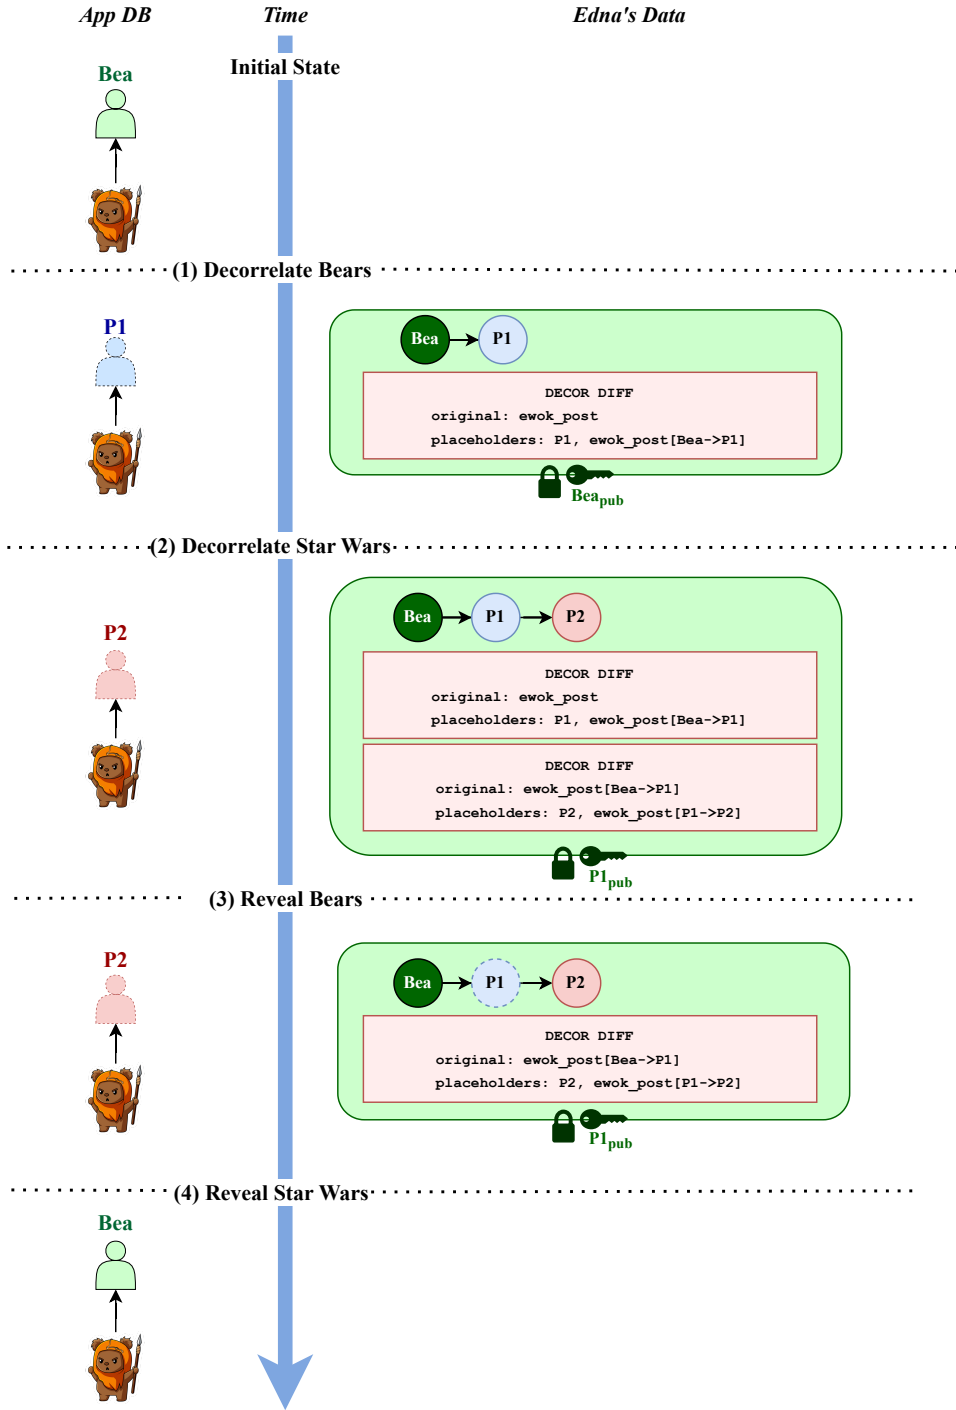 App DB Time Edna's Data
Initial State
Bea
(1) Decorrelate Bears
P1
Bea P1
DECOR DIFF
original: ewok_post
placeholders: P1, ewok_post[Bea->P1]
Bea_pub
(2) Decorrelate Star Wars
P2
Bea P1 P2
DECOR DIFF
original: ewok_post
placeholders: P1, ewok_post[Bea->P1]
DECOR DIFF
original: ewok_post[Bea->P1]
placeholders: P2, ewok_post[P1->P2]
P1_pub
(3) Reveal Bears
P2
Bea P1 P2
DECOR DIFF
original: ewok_post[Bea->P1]
placeholders: P2, ewok_post[P1->P2]
P1_pub
(4) Reveal Star Wars
Bea